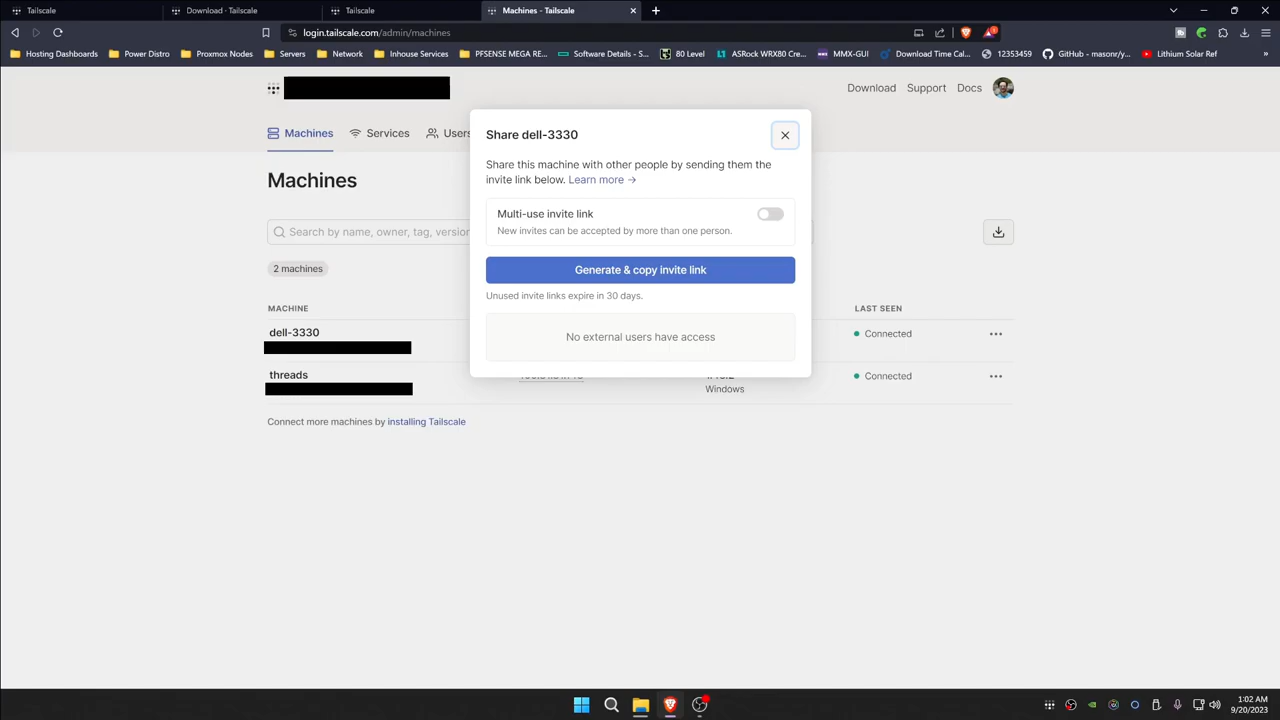 Tailscale
Download · Tailscale
Tailscale
Machines - Tailscale
login.tailscale.com/admin/machines
Hosting Dashboards
Power Distro
Proxmox Nodes
Servers
Network
Inhouse Services
PFSENSE MEGA RE...
Software Details - S...
80 Level
ASRock WRX80 Cre...
MMX-GUI
Download Time Cal...
12353459
GitHub - masonr/y...
Lithium Solar Ref
Download
Support
Docs
Machines
Services
Users
Machines
Search by name, owner, tag, version
2 machines
MACHINE
LAST SEEN
dell-3330
Connected
threads
Connected
Windows
Connect more machines by installing Tailscale
Share dell-3330
Share this machine with other people by sending them the
invite link below. Learn more →
Multi-use invite link
New invites can be accepted by more than one person.
Generate & copy invite link
Unused invite links expire in 30 days.
No external users have access
1:02 AM
9/20/2023